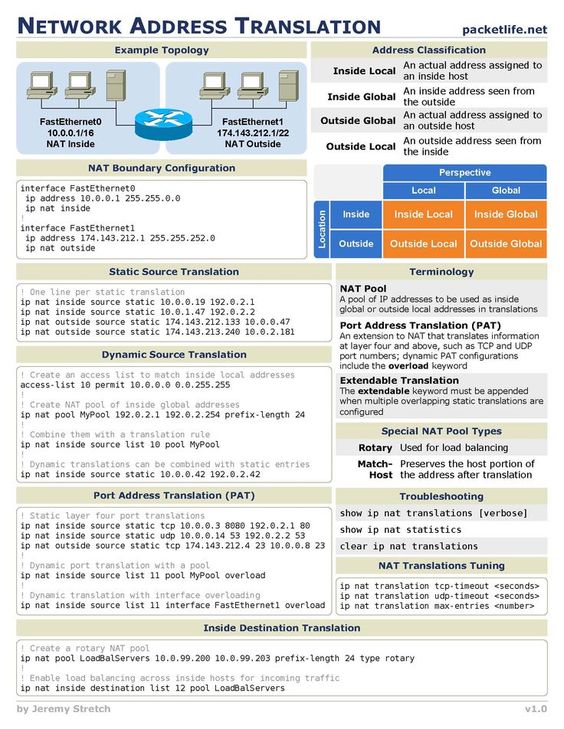 NETWORK ADDRESS TRANSLATION
packetlife.net
Example Topology
FastEthernet0
10.0.0.1/16
NAT Inside
FastEthernet1
174.143.212.1/22
NAT Outside
Address Classification
Inside Local An actual address assigned to
an inside host
Inside Global An inside address seen from
the outside
Outside Global An actual address assigned to
an outside host
Outside Local An outside address seen from
the inside
Perspective
Local Global
Location
Inside Inside Local Inside Global
Outside Outside Local Outside Global
NAT Boundary Configuration
interface FastEthernet0
ip address 10.0.0.1 255.255.0.0
ip nat inside
!
interface FastEthernet1
ip address 174.143.212.1 255.255.252.0
ip nat outside
Static Source Translation
! One line per static translation
ip nat inside source static 10.0.0.19 192.0.2.1
ip nat inside source static 10.0.1.47 192.0.2.2
ip nat outside source static 174.143.212.133 10.0.0.47
ip nat outside source static 174.143.213.240 10.0.2.181
Dynamic Source Translation
! Create an access list to match inside local addresses
access-list 10 permit 10.0.0.0 0.0.255.255
!
! Create NAT pool of inside global addresses
ip nat pool MyPool 192.0.2.1 192.0.2.254 prefix-length 24
!
! Combine them with a translation rule
ip nat inside source list 10 pool MyPool
!
! Dynamic translations can be combined with static entries
ip nat inside source static 10.0.0.42 192.0.2.42
Port Address Translation (PAT)
! Static layer four port translations
ip nat inside source static tcp 10.0.0.3 8080 192.0.2.1 80
ip nat inside source static udp 10.0.0.14 53 192.0.2.2 53
ip nat outside source static tcp 174.143.212.4 23 10.0.0.8 23
!
! Dynamic port translation with a pool
ip nat inside source list 11 pool MyPool overload
!
! Dynamic translation with interface overloading
ip nat inside source list 11 interface FastEthernet1 overload
Terminology
NAT Pool
A pool of IP addresses to be used as inside
global or outside local addresses in translations
Port Address Translation (PAT)
An extension to NAT that translates information
at layer four and above, such as TCP and UDP
port numbers; dynamic PAT configurations
include the overload keyword
Extendable Translation
The extendable keyword must be appended
when multiple overlapping static translations are
configured
Special NAT Pool Types
Rotary Used for load balancing
Match- Preserves the host portion of
Host the address after translation
Troubleshooting
show ip nat translations [verbose]
show ip nat statistics
clear ip nat translations
NAT Translations Tuning
ip nat translation tcp-timeout <seconds>
ip nat translation udp-timeout <seconds>
ip nat translation max-entries <number>
Inside Destination Translation
! Create a rotary NAT pool
ip nat pool LoadBalServers 10.0.99.200 10.0.99.203 prefix-length 24 type rotary
!
! Enable load balancing across inside hosts for incoming traffic
ip nat inside destination list 12 pool LoadBalServers
by Jeremy Stretch
v1.0